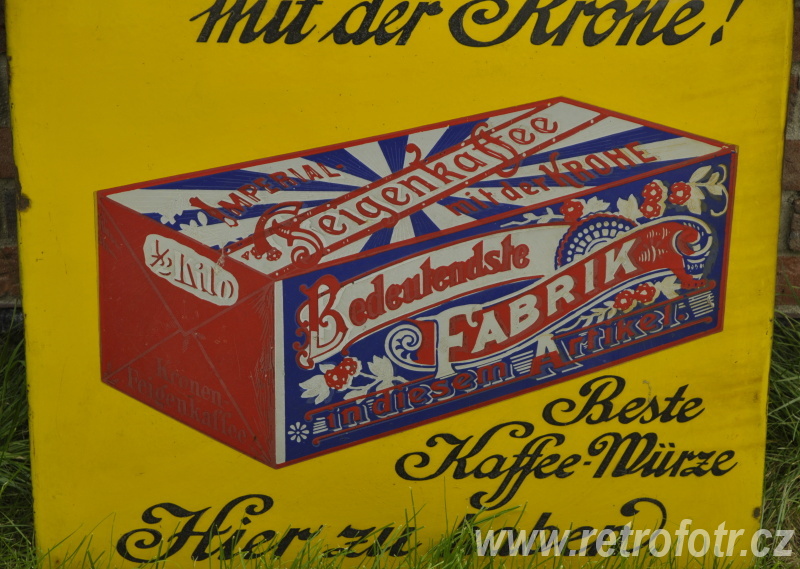 mit der Krone!
IMPERIAL-
Feigenkaffee
mit der KRONE
1/2 Kilo
Bedeutendste
FABRIK
in diesem Artikel.
Kronen
Feigenkaffee
Beste
Kaffee-Würze
Hier zu haben
www.retrofotr.cz